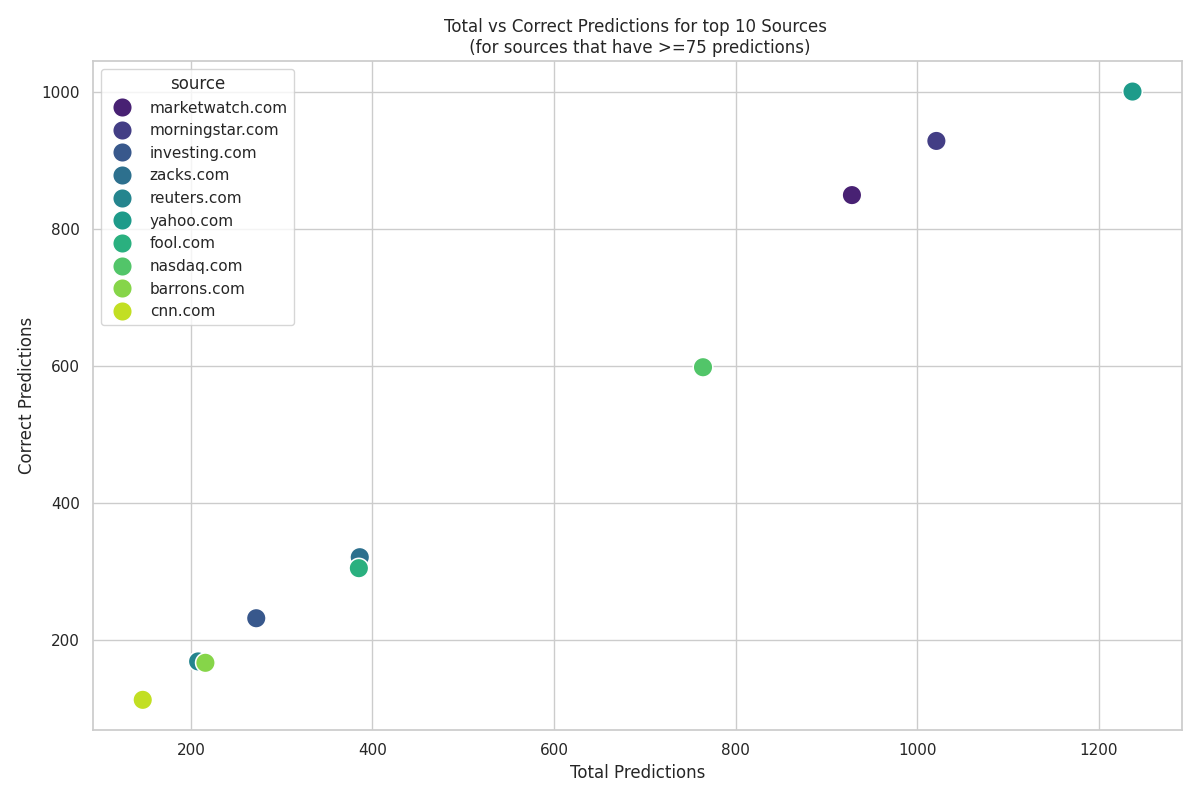 Total vs Correct Predictions for top 10 Sources
(for sources that have >=75 predictions)
source
marketwatch.com
morningstar.com
investing.com
zacks.com
reuters.com
yahoo.com
fool.com
nasdaq.com
barrons.com
cnn.com
Correct Predictions
1000
800
600
400
200
200
400
600
800
1000
1200
Total Predictions